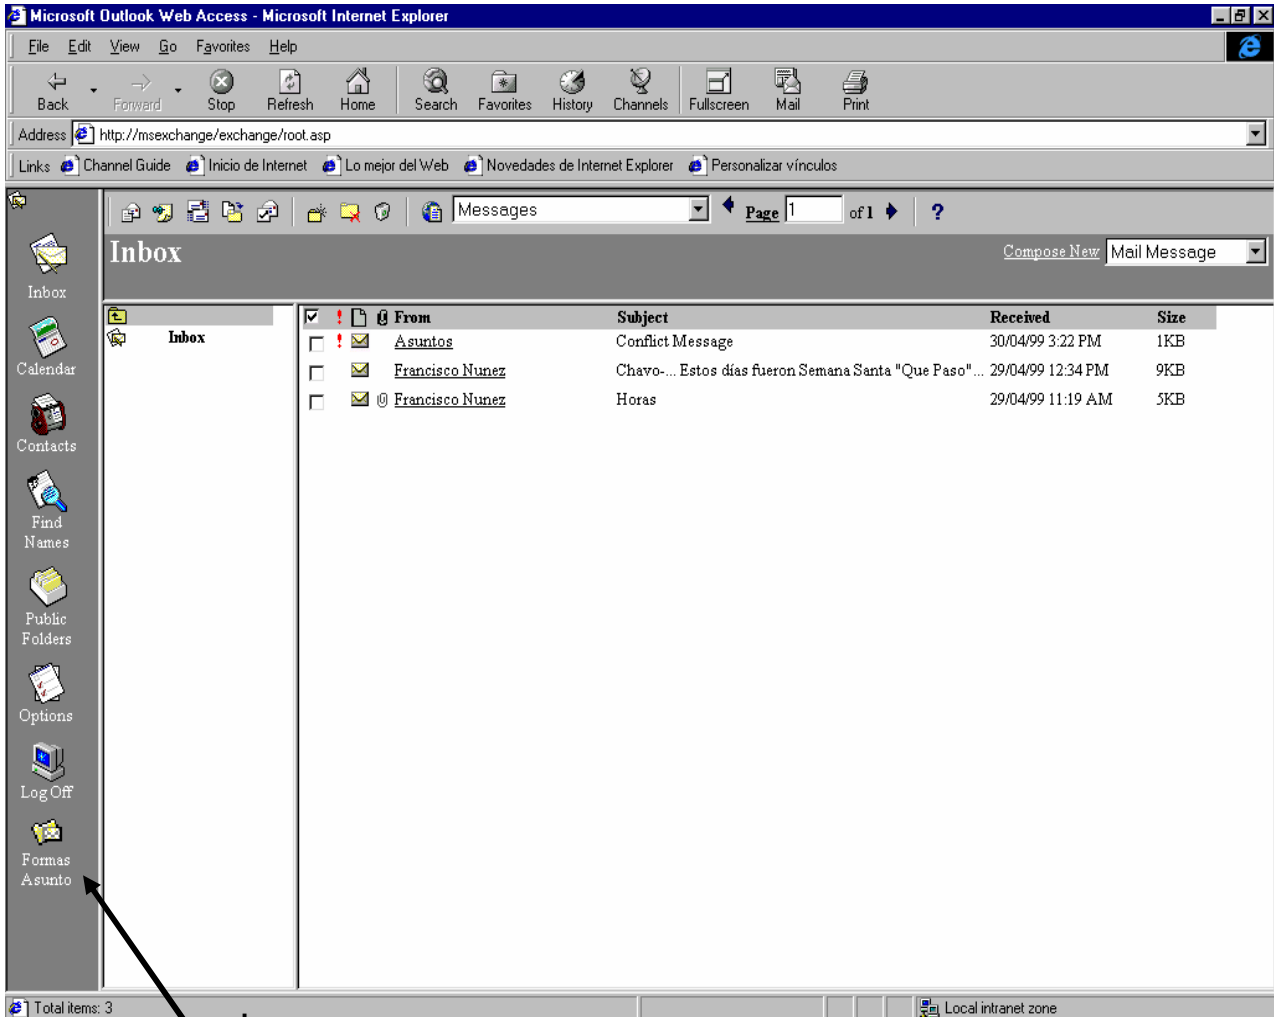 Microsoft Outlook Web Access - Microsoft Internet Explorer
File Edit View Go Favorites Help
Back Forward Stop Refresh Home Search Favorites History Channels Fullscreen Mail Print
Address http://msexchange/exchange/root.asp
Links Channel Guide Inicio de Internet Lo mejor del Web Novedades de Internet Explorer Personalizar vínculos
Messages Page 1 of 1 ?
Inbox Compose New Mail Message
Inbox
Calendar
Contacts
Find
Names
Public
Folders
Options
Log Off
Formas
Asunto
Inbox
! From Subject Received Size
! Asuntos Conflict Message 30/04/99 3:22 PM 1KB
Francisco Nunez Chavo-... Estos días fueron Semana Santa "Que Paso"... 29/04/99 12:34 PM 9KB
Francisco Nunez Horas 29/04/99 11:19 AM 5KB
Total items: 3 Local intranet zone